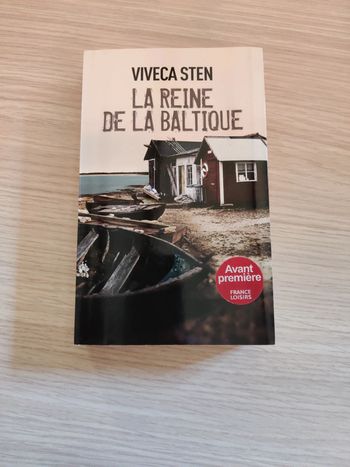 VIVECA STEN
LA REINE
DE LA BALTIQUE
Avant
première
FRANCE
LOISIRS